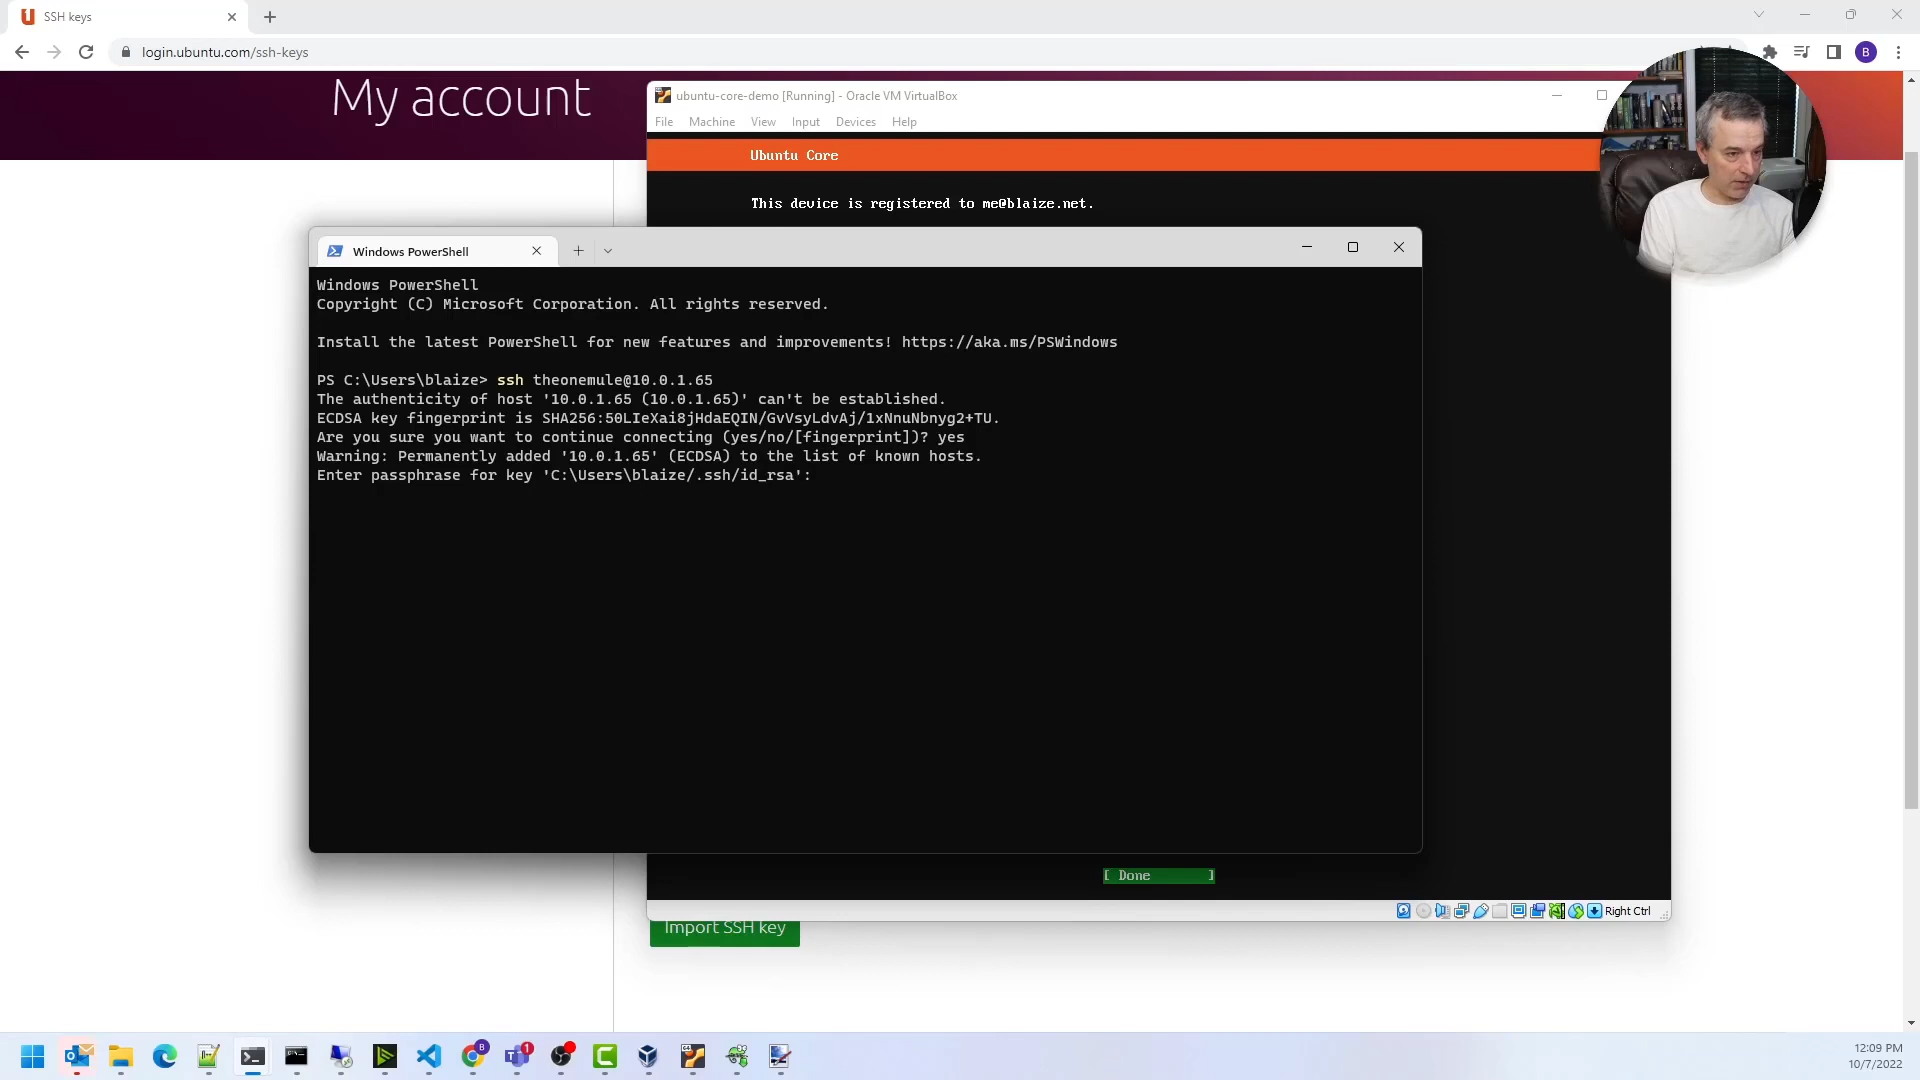 SSH keys
login.ubuntu.com/ssh-keys
B
My account
ubuntu-core-demo [Running] - Oracle VM VirtualBox
File Machine View Input Devices Help
Ubuntu Core
This device is registered to me@blaize.net.
Windows PowerShell
Windows PowerShell
Copyright (C) Microsoft Corporation. All rights reserved.
Install the latest PowerShell for new features and improvements! https://aka.ms/PSWindows
PS C:\Users\blaize> ssh theonemule@10.0.1.65
The authenticity of host '10.0.1.65 (10.0.1.65)' can't be established.
ECDSA key fingerprint is SHA256:50LIeXai8jHdaEQIN/GvVsyLdvAj/1xNnuNbnyg2+TU.
Are you sure you want to continue connecting (yes/no/[fingerprint])? yes
Warning: Permanently added '10.0.1.65' (ECDSA) to the list of known hosts.
Enter passphrase for key 'C:\Users\blaize/.ssh/id_rsa':
[ Done ]
Right Ctrl
Import SSH key
12:09 PM
10/7/2022